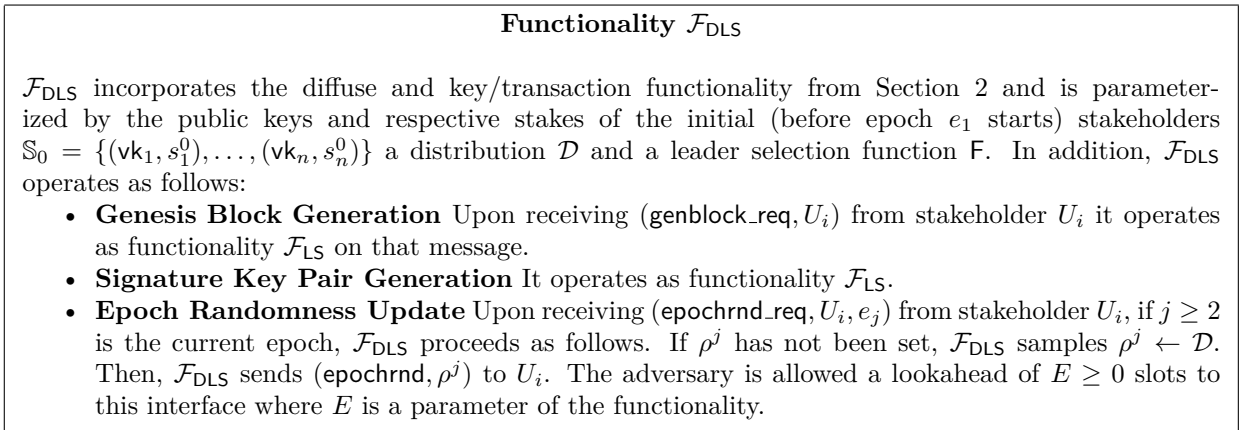 Functionality F_DLS
F_DLS incorporates the diffuse and key/transaction functionality from Section 2 and is parameter-
ized by the public keys and respective stakes of the initial (before epoch e_1 starts) stakeholders
𝕊_0 = {(vk_1, s_1^0), . . . , (vk_n, s_n^0)} a distribution D and a leader selection function F. In addition, F_DLS
operates as follows:
• Genesis Block Generation Upon receiving (genblock_req, U_i) from stakeholder U_i it operates
as functionality F_LS on that message.
• Signature Key Pair Generation It operates as functionality F_LS.
• Epoch Randomness Update Upon receiving (epochrnd_req, U_i, e_j) from stakeholder U_i, if j ≥ 2
is the current epoch, F_DLS proceeds as follows. If ρ^j has not been set, F_DLS samples ρ^j ← D.
Then, F_DLS sends (epochrnd, ρ^j) to U_i. The adversary is allowed a lookahead of E ≥ 0 slots to
this interface where E is a parameter of the functionality.